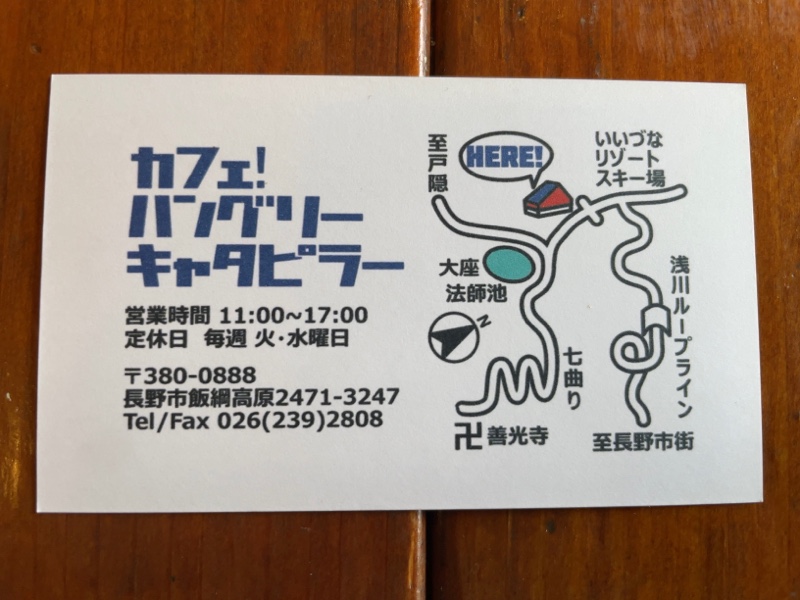 カフェ!
ハングリー
キャタピラー
営業時間 11:00~17:00
定休日 毎週 火・水曜日
〒380-0888
長野市飯綱高原2471-3247
Tel/Fax 026(239)2808
至戸隠
HERE!
いいづな
リゾート
スキー場
大座
法師池
N
浅川ループライン
七曲り
卍 善光寺
至長野市街